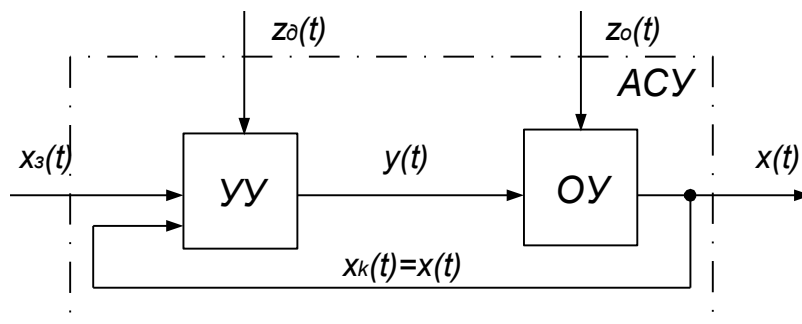 zд(t)
zо(t)
АСУ
xз(t)
y(t)
x(t)
УУ
ОУ
xk(t)=x(t)